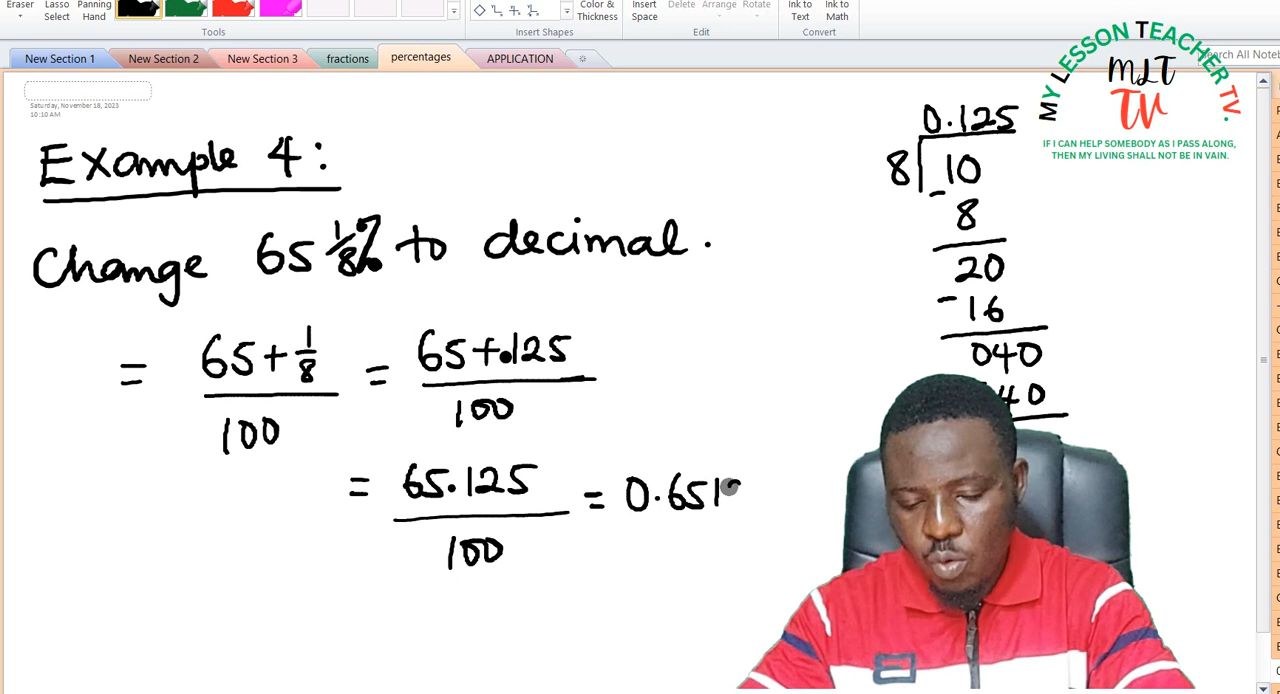 Eraser
Lasso Select
Panning Hand
Color & Thickness
Insert Space
Delete
Arrange
Rotate
Ink to Text
Ink to Math
Tools
Insert Shapes
Edit
Convert
New Section 1
New Section 2
New Section 3
fractions
percentages
APPLICATION
MY LESSON TEACHER TV.
MLT
TV
IF I CAN HELP SOMEBODY AS I PASS ALONG,
THEN MY LIVING SHALL NOT BE IN VAIN.
Saturday, November 18, 2023
10:10 AM
Example 4:
Change 65 1/8% to decimal.
= 65 + 1/8 / 100 = 65 + .125 / 100
= 65.125 / 100 = 0.651
0.125
8 10
- 8
20
- 16
040
40